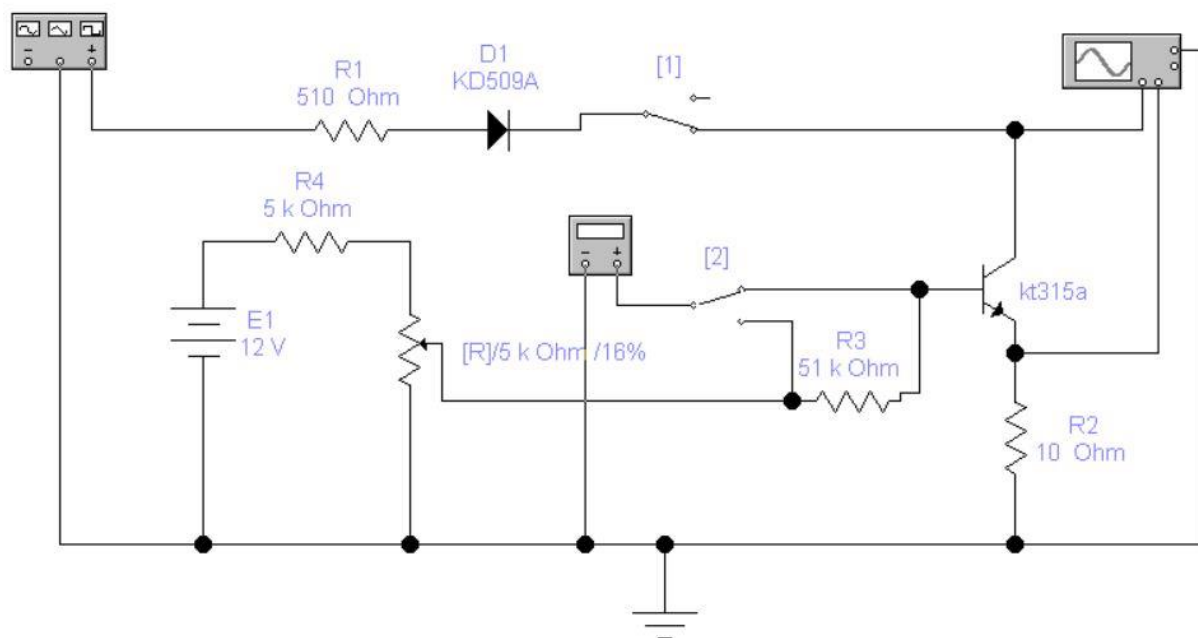 D1
KD509A
[1]
R1
510 Ohm
R4
5 k Ohm
[2]
kt315a
E1
12 V
[R]/5 k Ohm /16%
R3
51 k Ohm
R2
10 Ohm